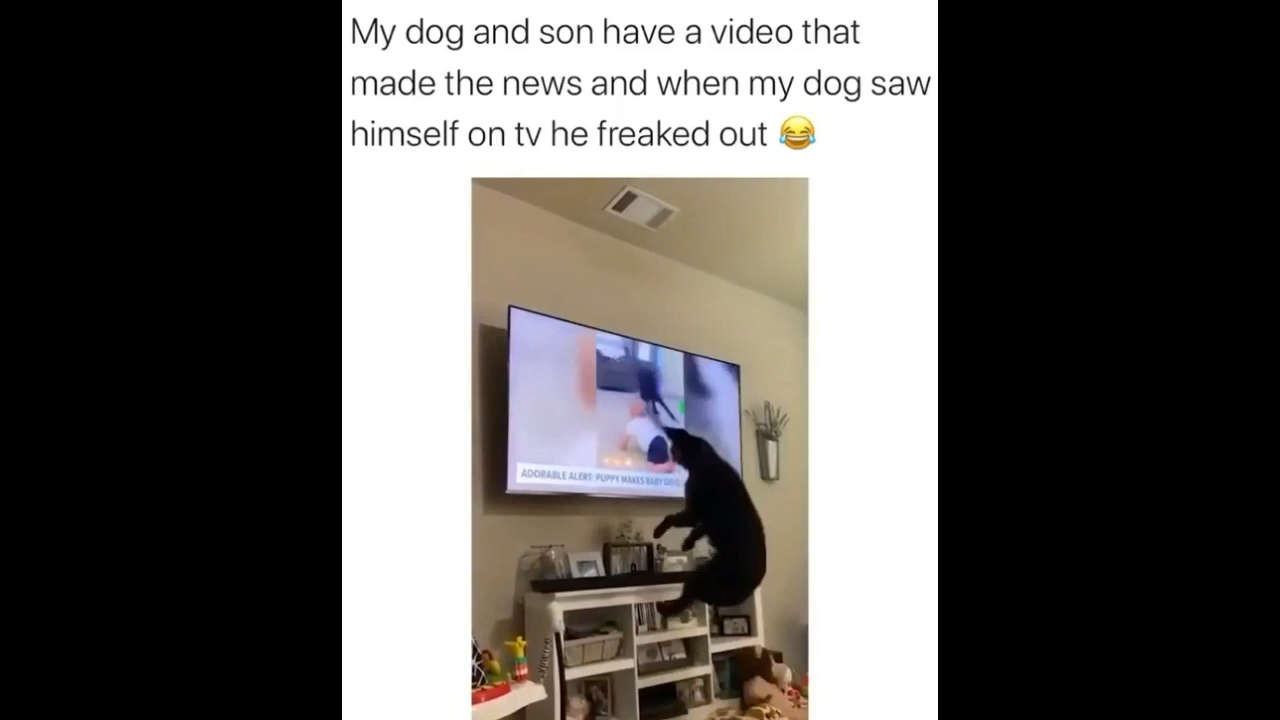 My dog and son have a video that
made the news and when my dog saw
himself on tv he freaked out 😂
ADORABLE ALERT: PUPPY MAKES BABY